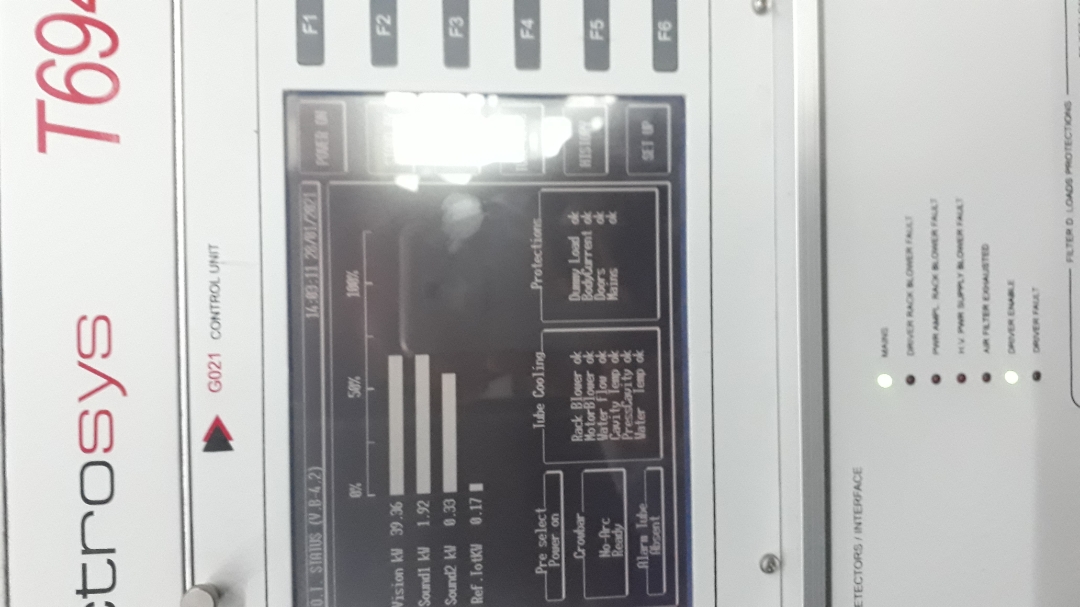 ctrosys
T694
G021 CONTROL UNIT
O.T. STATUS (V.B-4.2) 14:03:11 28/01/2021
POWER ON
0% 50% 100%
Vision kW 39.36
Sound1 kW 1.92
Sound2 kW 0.33
Ref.TotKW 0.17
F1
F2
F3
F4
F5
F6
Pre select
Power on
Crowbar
No-Arc
Ready
Alarm Tube
Absent
Tube Cooling
Rack Blower ok
MotorBlower ok
Water flow ok
Cavity Temp ok
PressCavity ok
Water Temp ok
Protections
Dummy Load ok
BodyCurrent ok
Doors ok
Mains ok
HISTORY
SET UP
ETECTORS / INTERFACE
MAINS
DRIVER RACK BLOWER FAULT
PWR AMPL. RACK BLOWER FAULT
H.V. PWR SUPPLY BLOWER FAULT
AIR FILTER EXHAUSTED
DRIVER ENABLE
DRIVER FAULT
FILTER D. LOADS PROTECTIONS